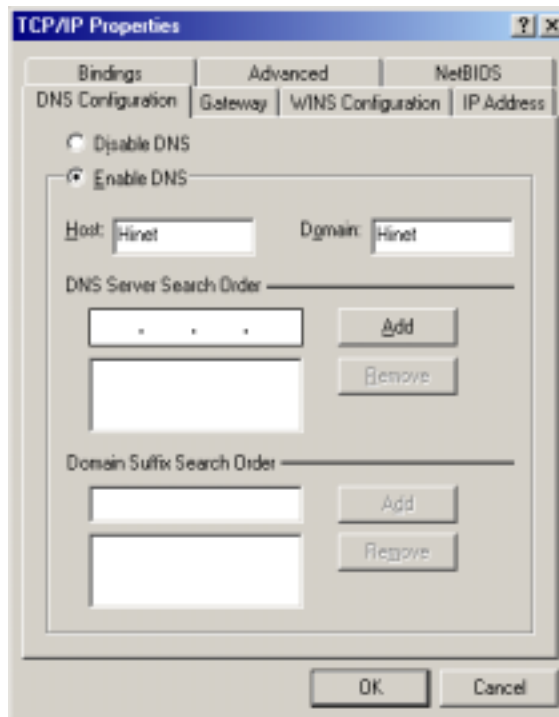 TCP/IP Properties
Bindings Advanced NetBIOS
DNS Configuration Gateway WINS Configuration IP Address
Disable DNS
Enable DNS
Host: Hinet Domain: Hinet
DNS Server Search Order
. . . Add
Remove
Domain Suffix Search Order
Add
Remove
OK Cancel